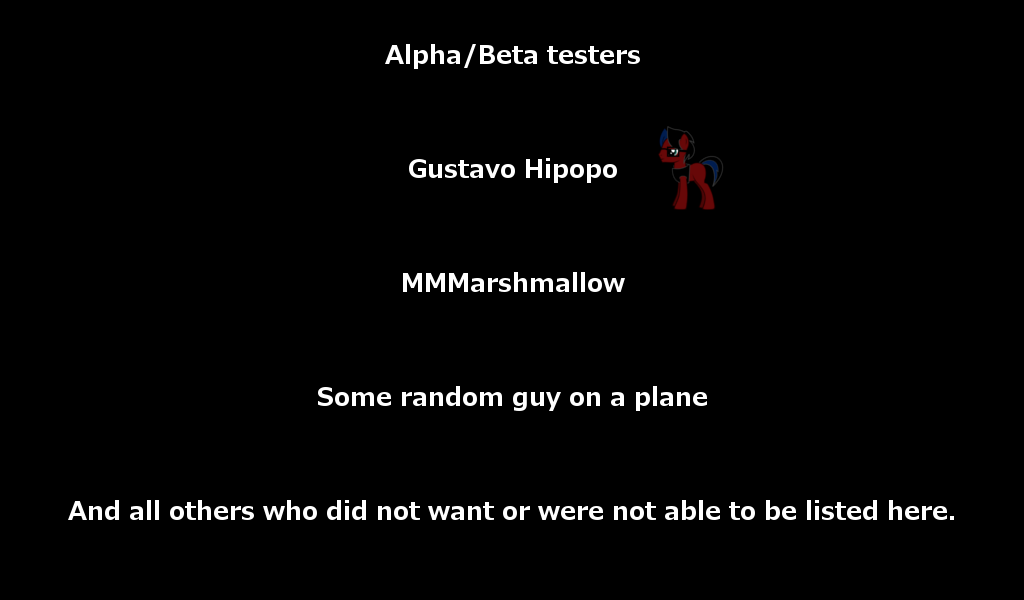 Alpha/Beta testers
Gustavo Hipopo
MMMarshmallow
Some random guy on a plane
And all others who did not want or were not able to be listed here.